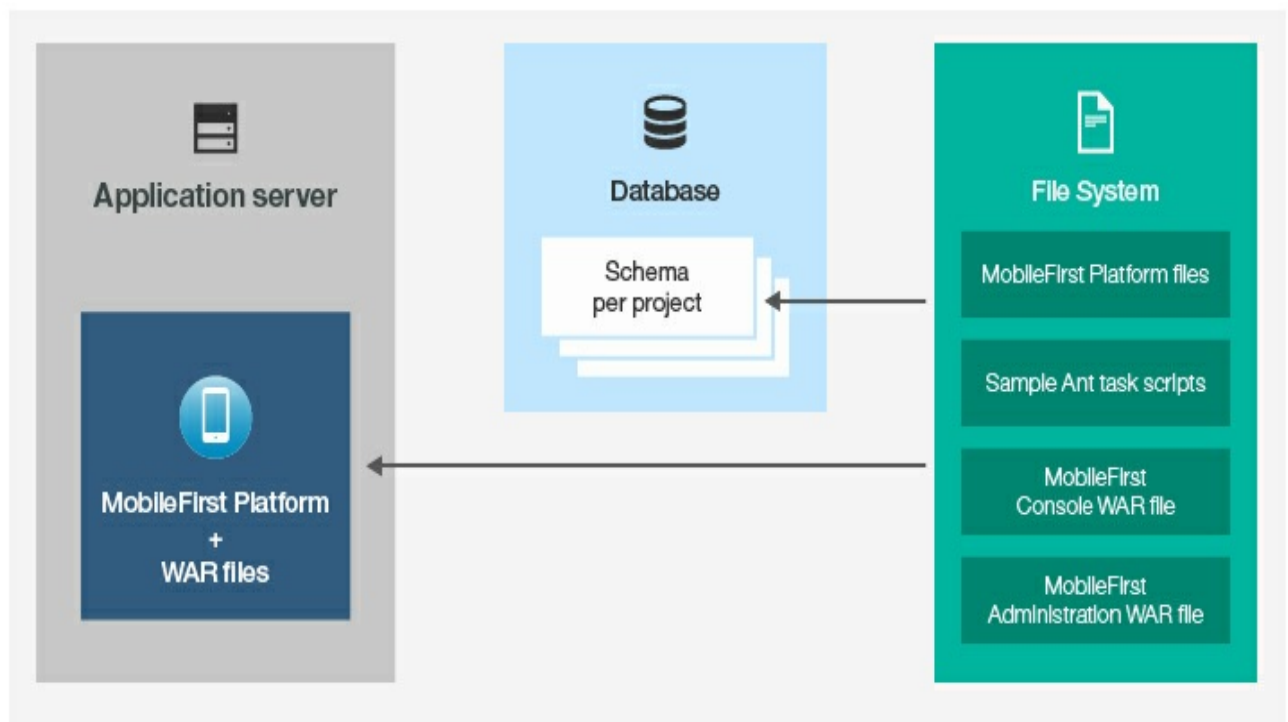 Application server
MobileFirst Platform
+
WAR files
Database
Schema
per project
File System
MobileFirst Platform files
Sample Ant task scripts
MobileFirst
Console WAR file
MobileFirst
Administration WAR file